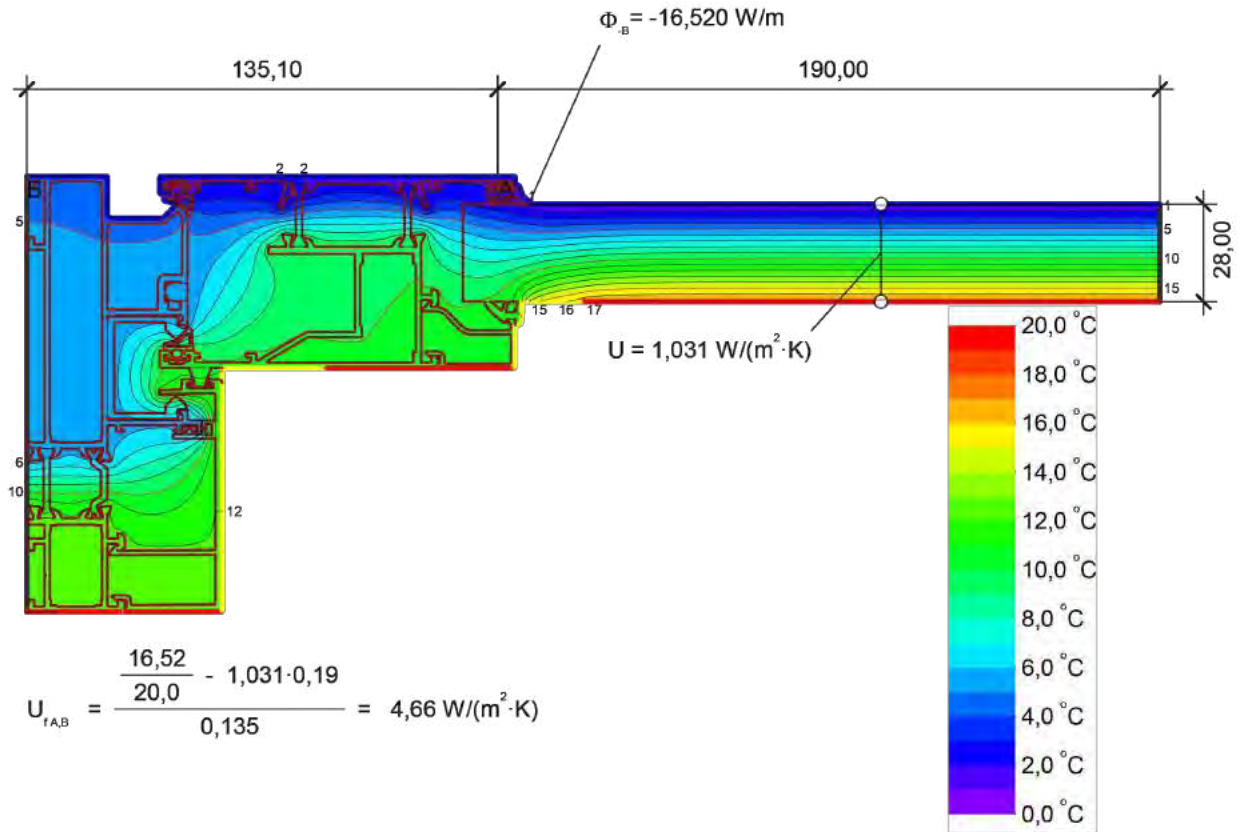 Φ-B = -16,520 W/m
135,10
190,00
2 2
B
A
1
1
5
5
10
15
28,00
15 16 17
U = 1,031 W/(m²·K)
6
10
12
20,0 °C
18,0 °C
16,0 °C
14,0 °C
12,0 °C
10,0 °C
8,0 °C
6,0 °C
4,0 °C
2,0 °C
0,0 °C
16,52
20,0 - 1,031·0,19
U f A,B = = 4,66 W/(m²·K)
0,135